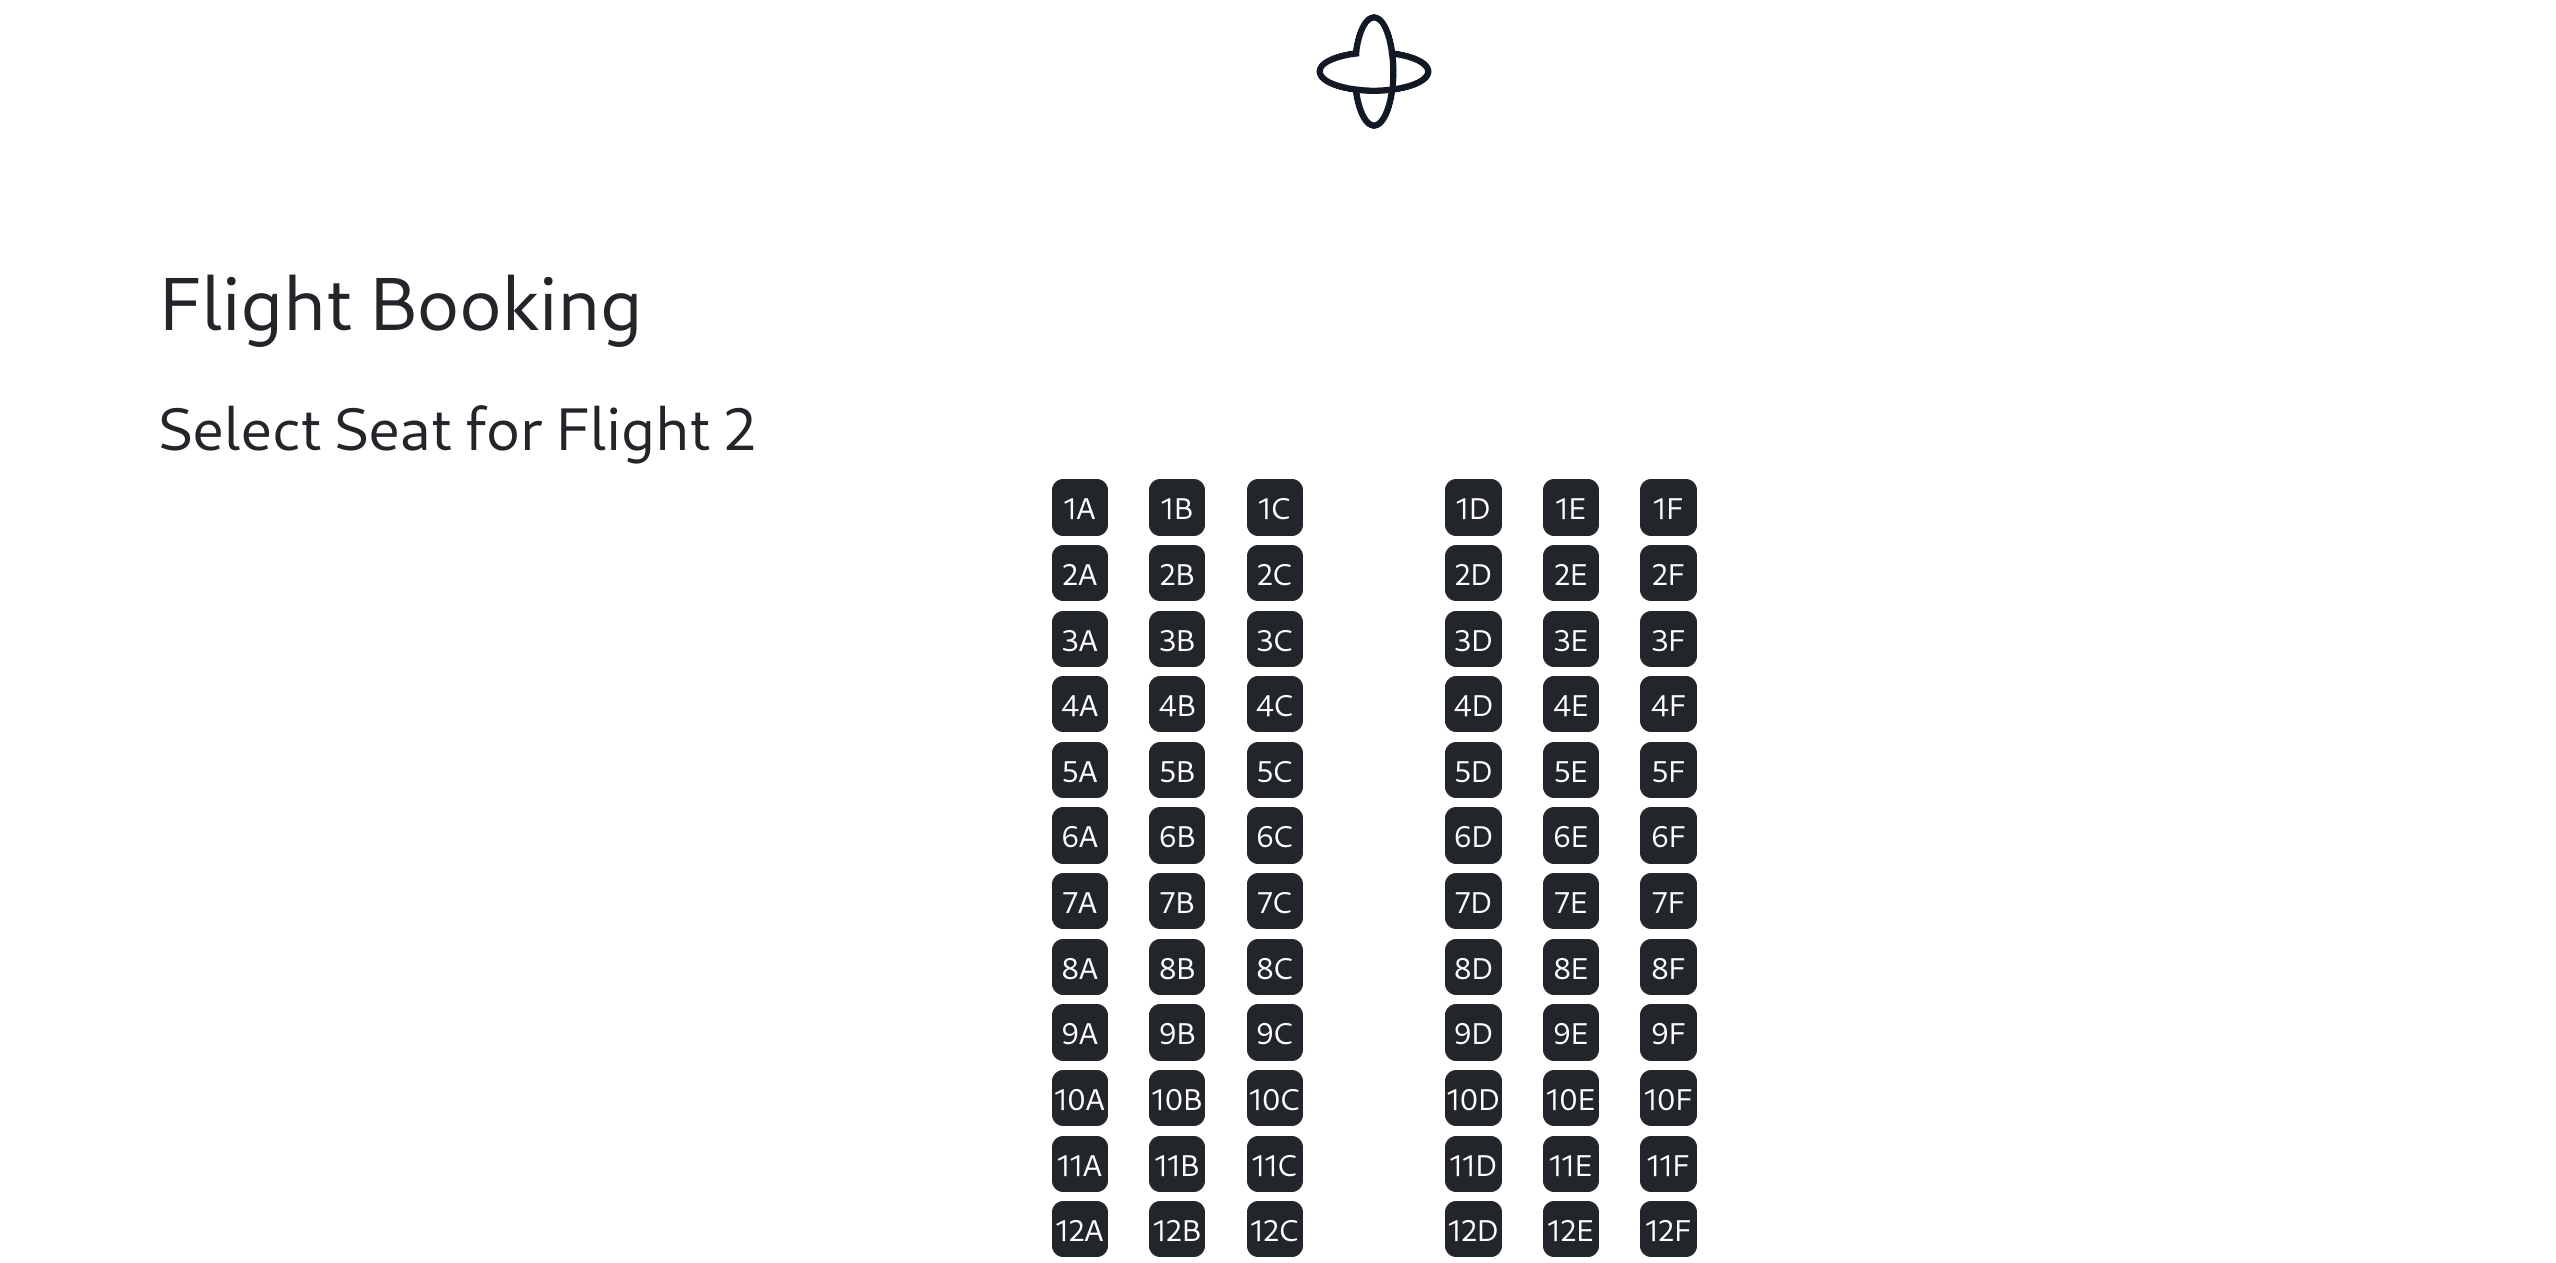 Flight Booking
Select Seat for Flight 2
1A 1B 1C 1D 1E 1F
2A 2B 2C 2D 2E 2F
3A 3B 3C 3D 3E 3F
4A 4B 4C 4D 4E 4F
5A 5B 5C 5D 5E 5F
6A 6B 6C 6D 6E 6F
7A 7B 7C 7D 7E 7F
8A 8B 8C 8D 8E 8F
9A 9B 9C 9D 9E 9F
10A 10B 10C 10D 10E 10F
11A 11B 11C 11D 11E 11F
12A 12B 12C 12D 12E 12F